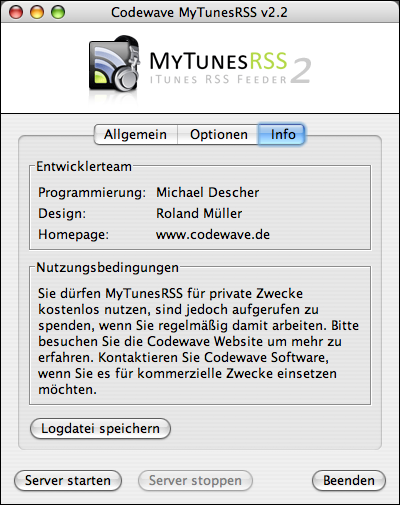 Codewave MyTunesRSS v2.2
MyTunesRSS
iTunes RSS Feeder 2
Allgemein Optionen Info
Entwicklerteam
Programmierung: Michael Descher
Design: Roland Müller
Homepage: www.codewave.de
Nutzungsbedingungen
Sie dürfen MyTunesRSS für private Zwecke
kostenlos nutzen, sind jedoch aufgerufen zu
spenden, wenn Sie regelmäßig damit arbeiten. Bitte
besuchen Sie die Codewave Website um mehr zu
erfahren. Kontaktieren Sie Codewave Software,
wenn Sie es für kommerzielle Zwecke einsetzen
möchten.
Logdatei speichern
Server starten Server stoppen Beenden